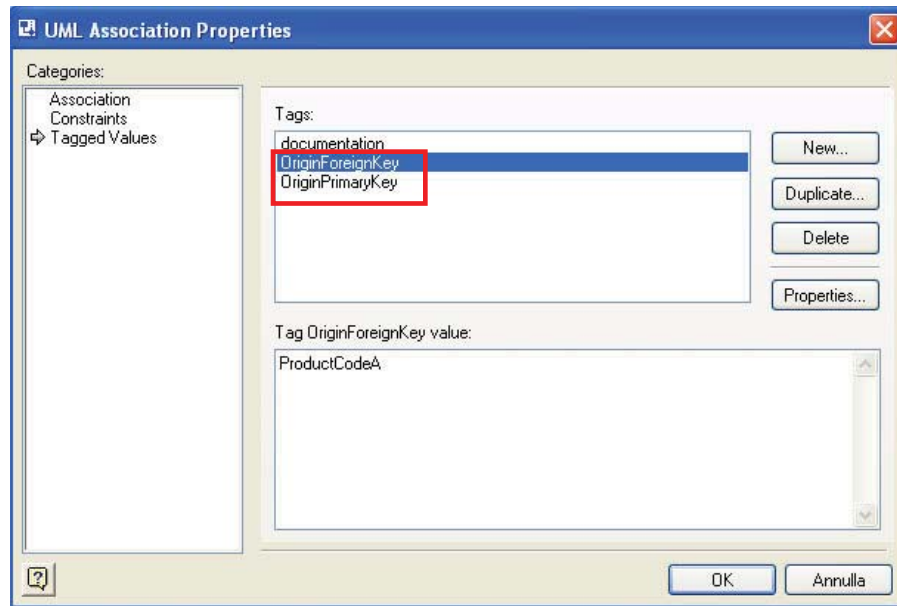 UML Association Properties
Categories:
Association
Constraints
Tagged Values
Tags:
documentation
OriginForeignKey
OriginPrimaryKey
New...
Duplicate...
Delete
Properties...
Tag OriginForeignKey value:
ProductCodeA
OK
Annulla